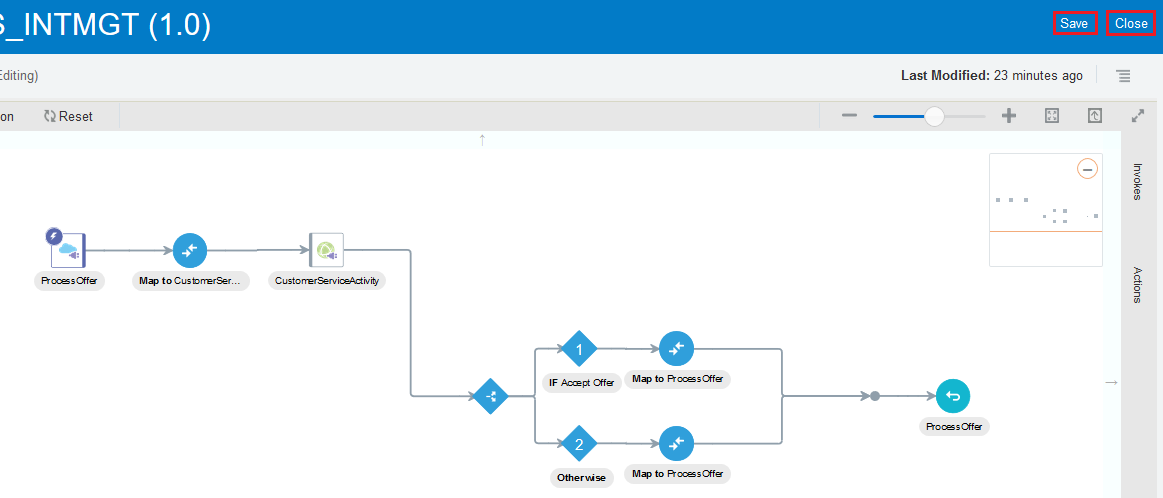 S_INTMGT (1.0)
Save
Close
Editing)
Last Modified: 23 minutes ago
on
Reset
Invokes
Actions
ProcessOffer
Map to CustomerSer...
CustomerServiceActivity
1
IF Accept Offer
Map to ProcessOffer
ProcessOffer
2
Otherwise
Map to ProcessOffer